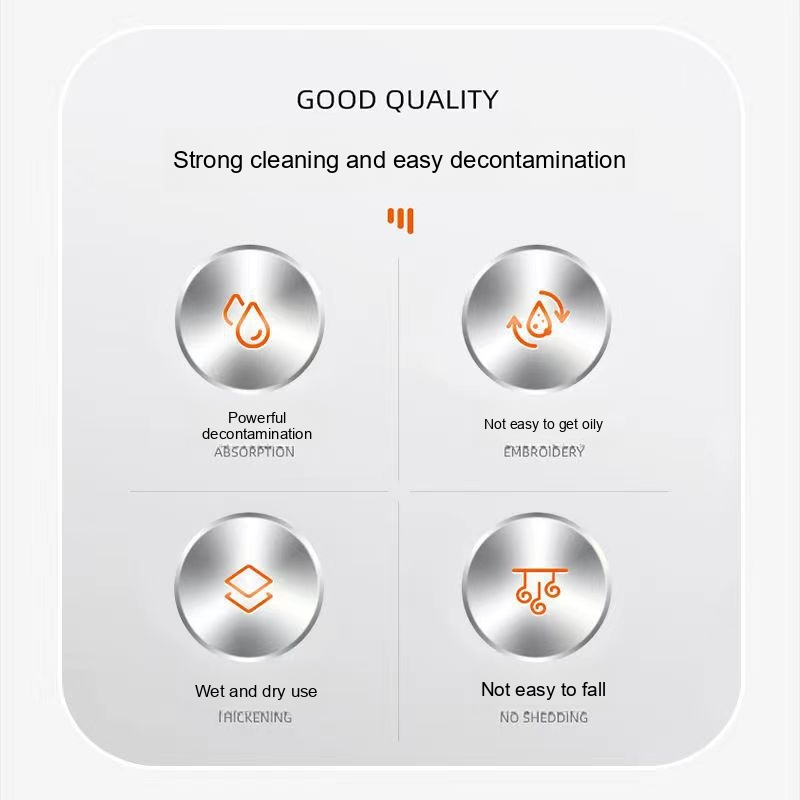 GOOD QUALITY
Strong cleaning and easy decontamination
Powerful
decontamination
ABSORPTION
Not easy to get oily
EMBROIDERY
Wet and dry use
THICKENING
Not easy to fall
NO SHEDDING